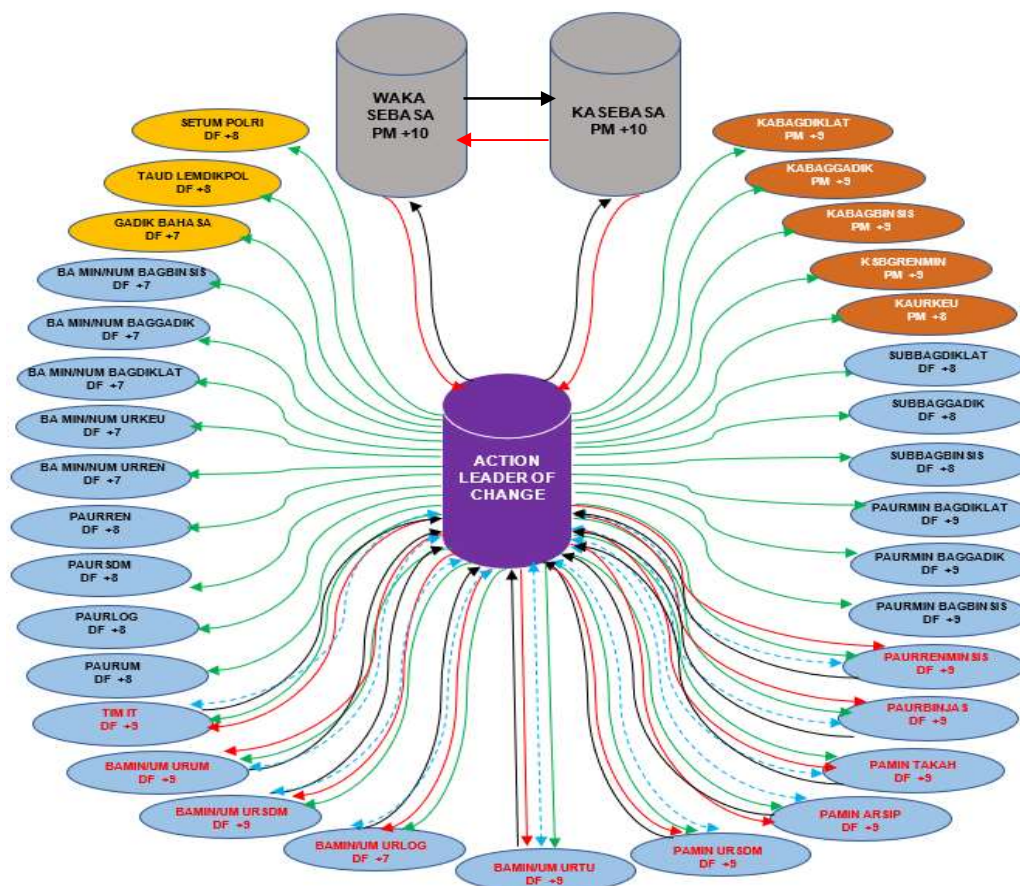 WAKA
SEBASA
PM +10
KASEBASA
PM +10
SETUM POLRI
DF +8
TAUD LEMDIKPOL
DF +8
GADIK BAHASA
DF +7
BA MIN/NUM BAGBINSIS
DF +7
BA MIN/NUM BAGGADIK
DF +7
BA MIN/NUM BAGDIKLAT
DF +7
BA MIN/NUM URKEU
DF +7
BA MIN/NUM URREN
DF +7
PAURREN
DF +8
PAURSDM
DF +8
PAURLOG
DF +8
PAURUM
DF +8
TIM IT
DF +9
BAMIN/UM URUM
DF +9
BAMIN/UM URSDM
DF +9
BAMIN/UM URLOG
DF +7
BAMIN/UM URTU
DF +9
ACTION
LEADER OF
CHANGE
KABAGDIKLAT
PM +9
KABAGGADIK
PM +9
KABAGBINSIS
PM +9
KSBGRENMIN
PM +9
KAURKEU
PM +8
SUBBAGDIKLAT
DF +8
SUBBAGGADIK
DF +8
SUBBAGBINSIS
DF +8
PAURMIN BAGDIKLAT
DF +9
PAURMIN BAGGADIK
DF +9
PAURMIN BAGBINSIS
DF +9
PAURRENMINSIS
DF +9
PAURBINJAS
DF +9
PAMIN TAKAH
DF +9
PAMIN ARSIP
DF +9
PAMIN URSDM
DF +9